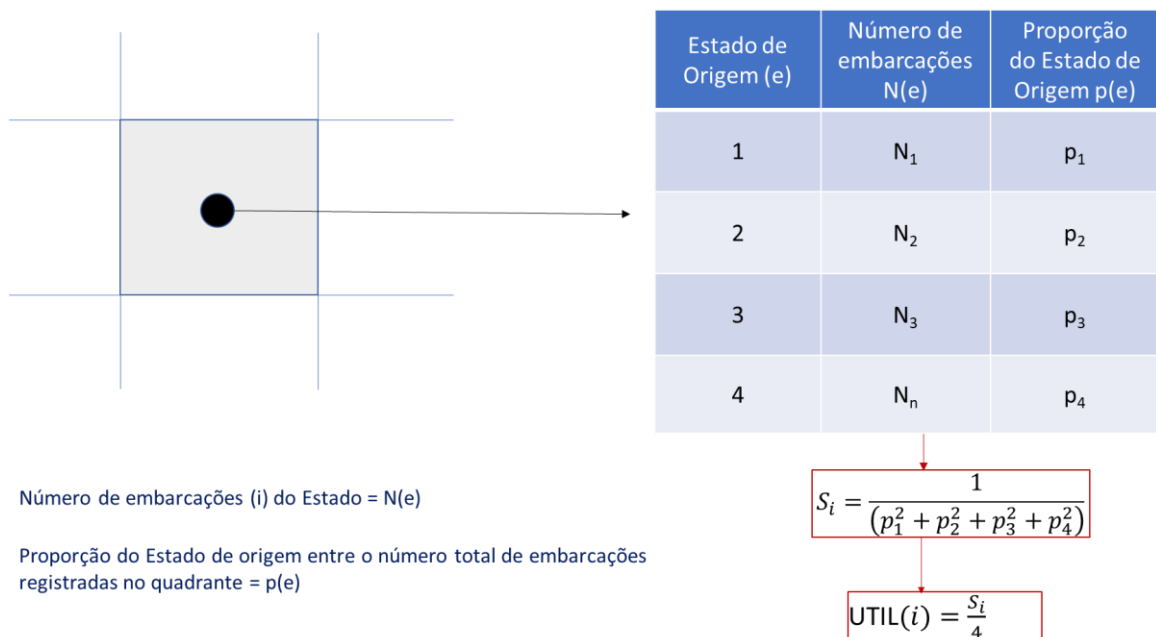 Estado de Origem (e) Número de embarcações N(e) Proporção do Estado de Origem p(e)
1 N₁ p₁
2 N₂ p₂
3 N₃ p₃
4 Nₙ p₄
Número de embarcações (i) do Estado = N(e)
Proporção do Estado de origem entre o número total de embarcações
registradas no quadrante = p(e)
S_i = 1/(p₁² + p₂² + p₃² + p₄²)
UTIL(i) = S_i/4